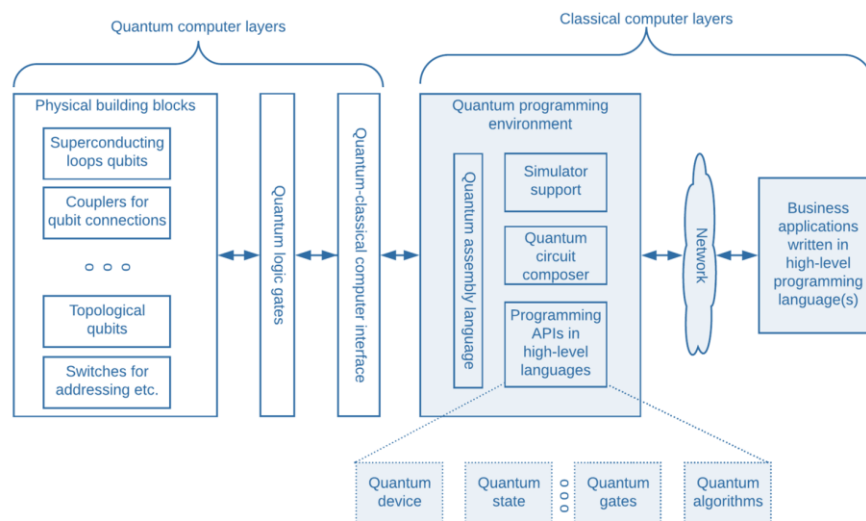 Quantum computer layers
Classical computer layers
Physical building blocks
Superconducting
loops qubits
Couplers for
qubit connections
o o o
Topological
qubits
Switches for
addressing etc.
Quantum logic gates
Quantum-classical computer interface
Quantum programming
environment
Quantum assembly language
Simulator
support
Quantum
circuit
composer
Programming
APIs in
high-level
languages
Network
Business
applications
written in
high-level
programming
language(s)
Quantum
device
Quantum
state
o o o
Quantum
gates
Quantum
algorithms